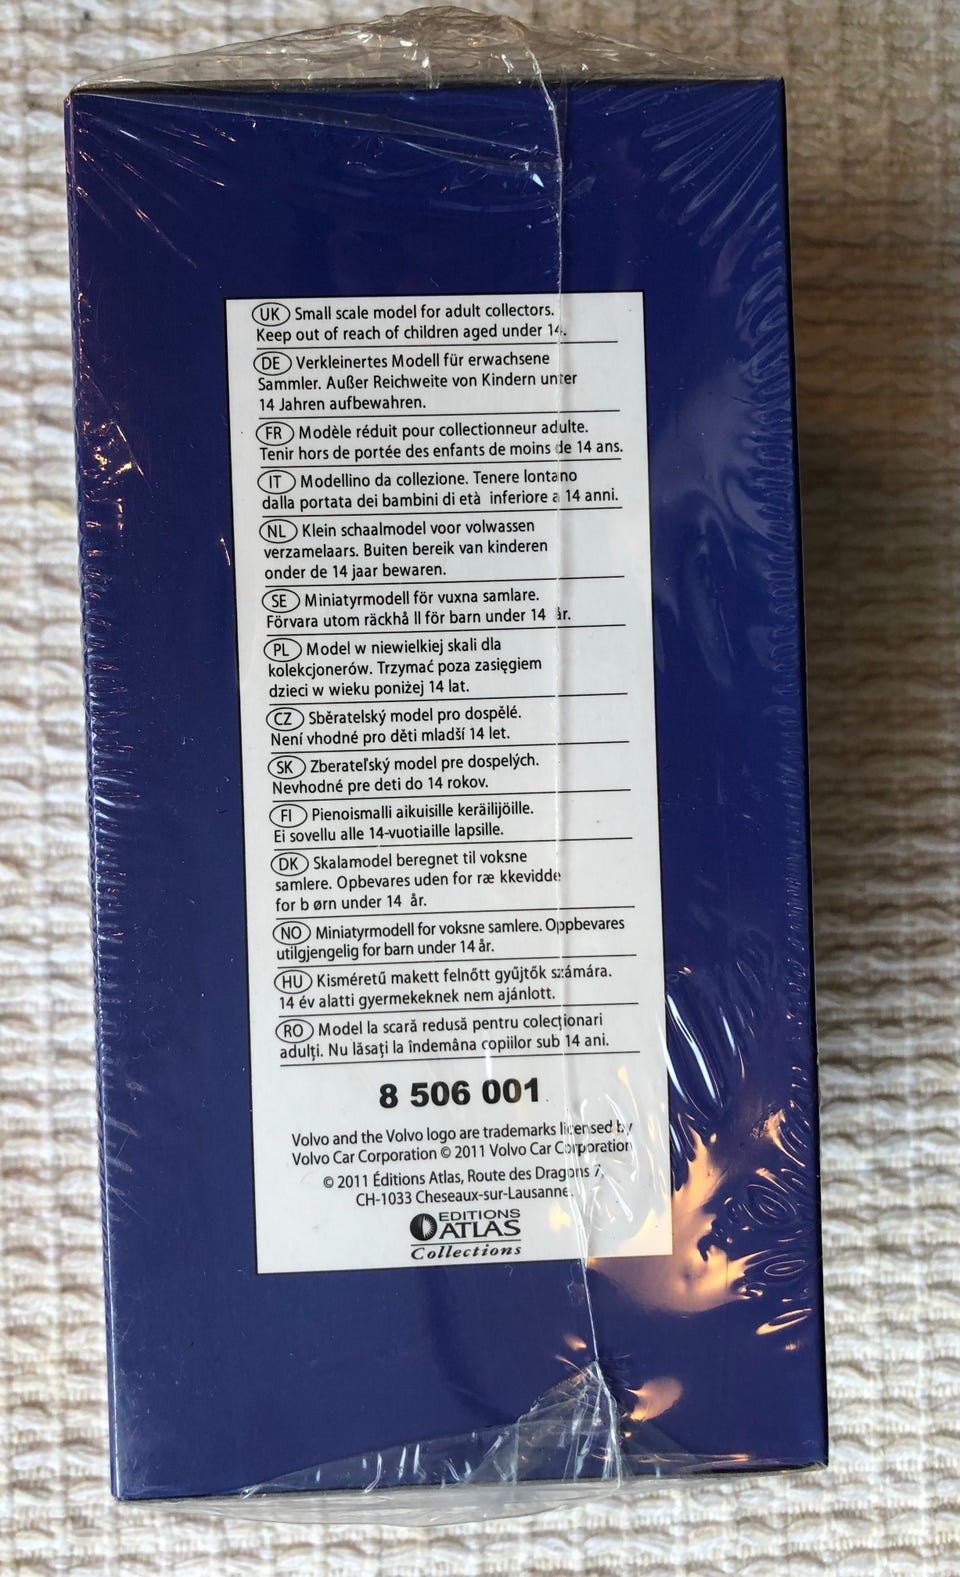 UK Small scale model for adult collectors.
Keep out of reach of children aged under 14.
DE Verkleinertes Modell für erwachsene
Sammler. Außer Reichweite von Kindern unter
14 Jahren aufbewahren.
FR Modèle réduit pour collectionneur adulte.
Tenir hors de portée des enfants de moins de 14 ans.
IT Modellino da collezione. Tenere lontano
dalla portata dei bambini di età inferiore a 14 anni.
NL Klein schaalmodel voor volwassen
verzamelaars. Buiten bereik van kinderen
onder de 14 jaar bewaren.
SE Miniatyrmodell för vuxna samlare.
Förvara utom räckhå ll för barn under 14 år.
PL Model w niewielkiej skali dla
kolekcjonerów. Trzymać poza zasięgiem
dzieci w wieku poniżej 14 lat.
CZ Sběratelský model pro dospělé.
Není vhodné pro děti mladší 14 let.
SK Zberateľský model pre dospelých.
Nevhodné pre deti do 14 rokov.
FI Pienoismalli aikuisille keräilijöille.
Ei sovellu alle 14-vuotiaille lapsille.
DK Skalamodel beregnet til voksne
samlere. Opbevares uden for ræ kkevidde
for b ørn under 14 år.
NO Miniatyrmodell for voksne samlere. Oppbevares
utilgjengelig for barn under 14 år.
HU Kisméretű makett felnőtt gyűjtők számára.
14 év alatti gyermekeknek nem ajánlott.
RO Model la scară redusă pentru colecționari
adulți. Nu lăsați la îndemâna copiilor sub 14 ani.
8 506 001
Volvo and the Volvo logo are trademarks licensed by
Volvo Car Corporation © 2011 Volvo Car Corporation
© 2011 Éditions Atlas, Route des Dragons 7,
CH-1033 Cheseaux-sur-Lausanne.
EDITIONS
ATLAS
Collections